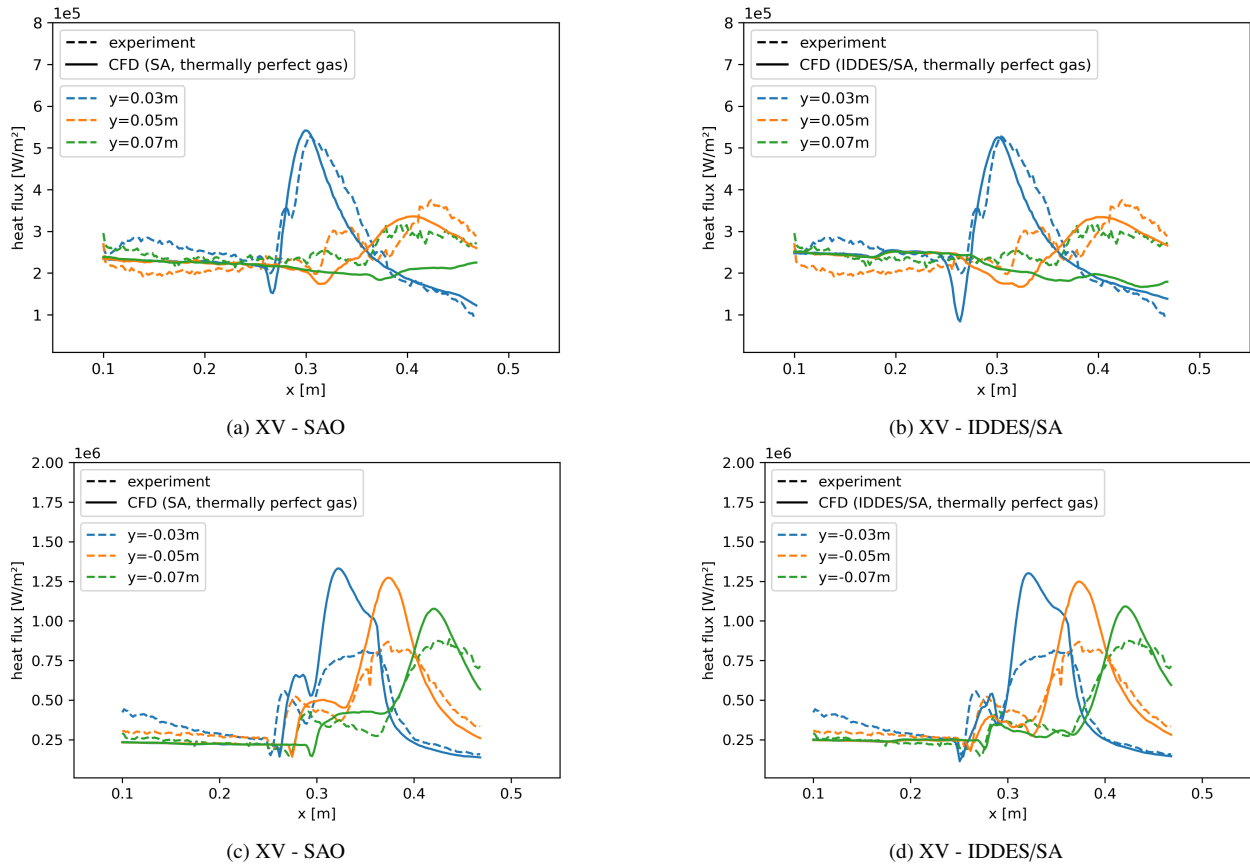 1e5
8
7
6
5
4
3
2
1
heat flux [W/m²]
experiment
CFD (SA, thermally perfect gas)
y=0.03m
y=0.05m
y=0.07m
0.1
0.2
0.3
0.4
0.5
x [m]
(a) XV - SAO
1e5
8
7
6
5
4
3
2
1
heat flux [W/m²]
experiment
CFD (IDDES/SA, thermally perfect gas)
y=0.03m
y=0.05m
y=0.07m
0.1
0.2
0.3
0.4
0.5
x [m]
(b) XV - IDDES/SA
1e6
2.00
1.75
1.50
1.25
1.00
0.75
0.50
0.25
heat flux [W/m²]
experiment
CFD (SA, thermally perfect gas)
y=-0.03m
y=-0.05m
y=-0.07m
0.1
0.2
0.3
0.4
0.5
x [m]
(c) XV - SAO
1e6
2.00
1.75
1.50
1.25
1.00
0.75
0.50
0.25
heat flux [W/m²]
experiment
CFD (IDDES/SA, thermally perfect gas)
y=-0.03m
y=-0.05m
y=-0.07m
0.1
0.2
0.3
0.4
0.5
x [m]
(d) XV - IDDES/SA